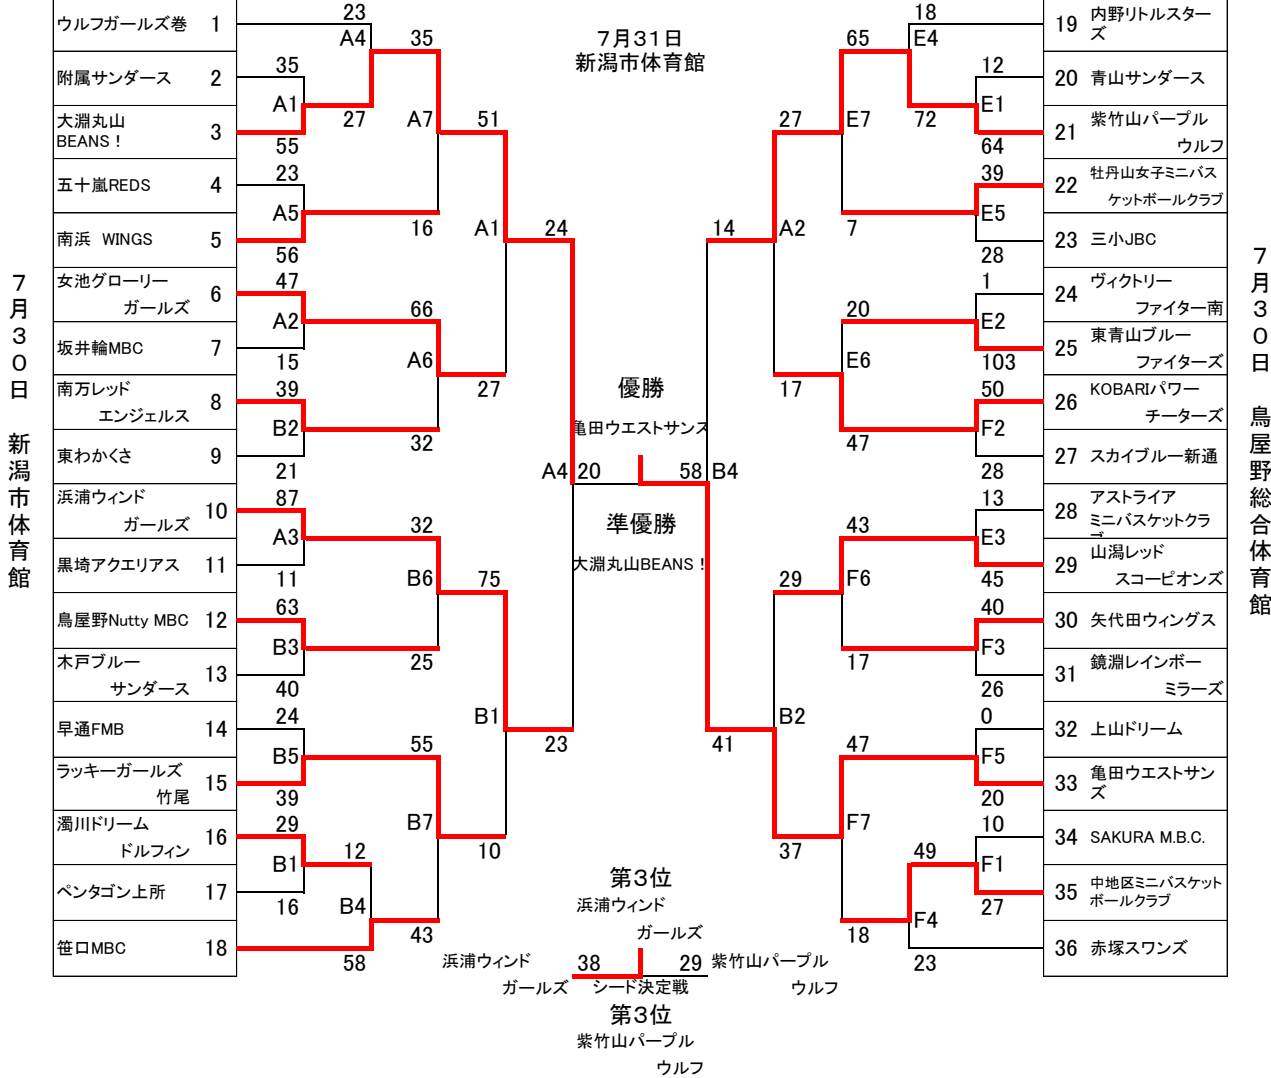 7月31日
新潟市体育館
7月30日 新潟市体育館
ウルフガールズ巻 1
附属サンダース 2
大淵丸山
BEANS! 3
五十嵐REDS 4
南浜 WINGS 5
女池グローリー
ガールズ 6
坂井輪MBC 7
南万レッド
エンジェルス 8
東わかくさ 9
浜浦ウィンド
ガールズ 10
黒埼アクエリアス 11
鳥屋野Nutty MBC 12
木戸ブルー
サンダース 13
早通FMB 14
ラッキーガールズ
竹尾 15
濁川ドリーム
ドルフィン 16
ペンタゴン上所 17
笹口MBC 18
23
A4
35
A1
55
27
23
A5
56
47
A2
15
39
B2
21
87
A3
11
63
B3
40
24
B5
39
29
B1
16
12
B4
58
35
A7
16
66
A6
32
32
B6
25
55
B7
43
51
A1
27
75
B1
10
24
A4
23
20
58
優勝
亀田ウエストサンズ
準優勝
大淵丸山BEANS!
14
B4
41
27
A2
17
29
B2
37
65
E7
7
20
E6
47
43
F6
17
47
F7
18
18
E4
72
12
E1
64
39
E5
28
1
E2
103
50
F2
28
13
E3
45
40
F3
26
0
F5
20
10
F1
27
49
F4
23
19 内野リトルスター
ズ
20 青山サンダース
21 紫竹山パープル
ウルフ
22 牡丹山女子ミニバス
ケットボールクラブ
23 三小JBC
24 ヴィクトリー
ファイター南
25 東青山ブルー
ファイターズ
26 KOBARIパワー
チーターズ
27 スカイブルー新通
28 アストライア
ミニバスケットクラ
29 山潟レッド
スコーピオンズ
30 矢代田ウィングス
31 鏡淵レインボー
ミラーズ
32 上山ドリーム
33 亀田ウエストサン
ズ
34 SAKURA M.B.C.
35 中地区ミニバスケット
ボールクラブ
36 赤塚スワンズ
7月30日 鳥屋野総合体育館
第3位
浜浦ウィンド
ガールズ
浜浦ウィンド
ガールズ
38
29
シード決定戦
紫竹山パープル
ウルフ
第3位
紫竹山パープル
ウルフ